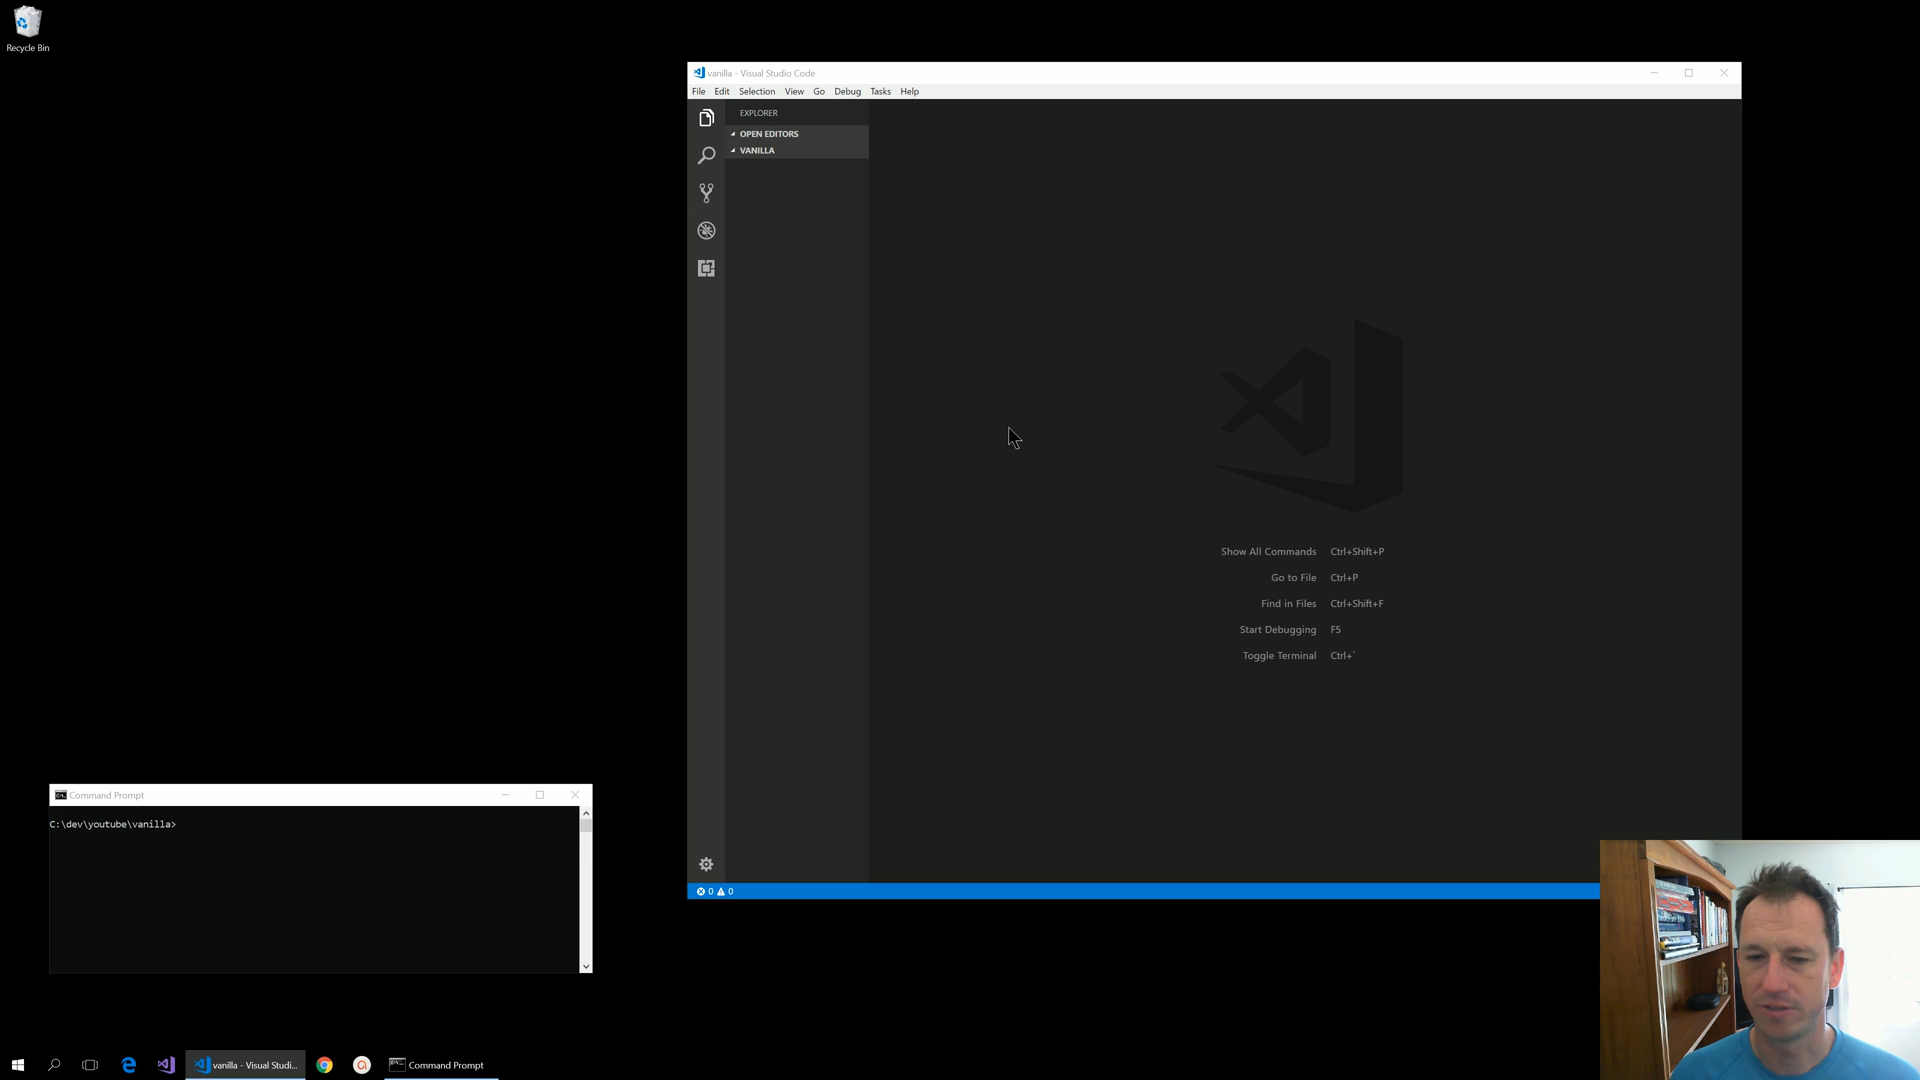 Recycle Bin
vanilla - Visual Studio Code
File Edit Selection View Go Debug Tasks Help
EXPLORER
OPEN EDITORS
VANILLA
Show All Commands Ctrl+Shift+P
Go to File Ctrl+P
Find in Files Ctrl+Shift+F
Start Debugging F5
Toggle Terminal Ctrl+`
0 0
Command Prompt
C:\dev\youtube\vanilla>
vanilla - Visual Studi...
Command Prompt